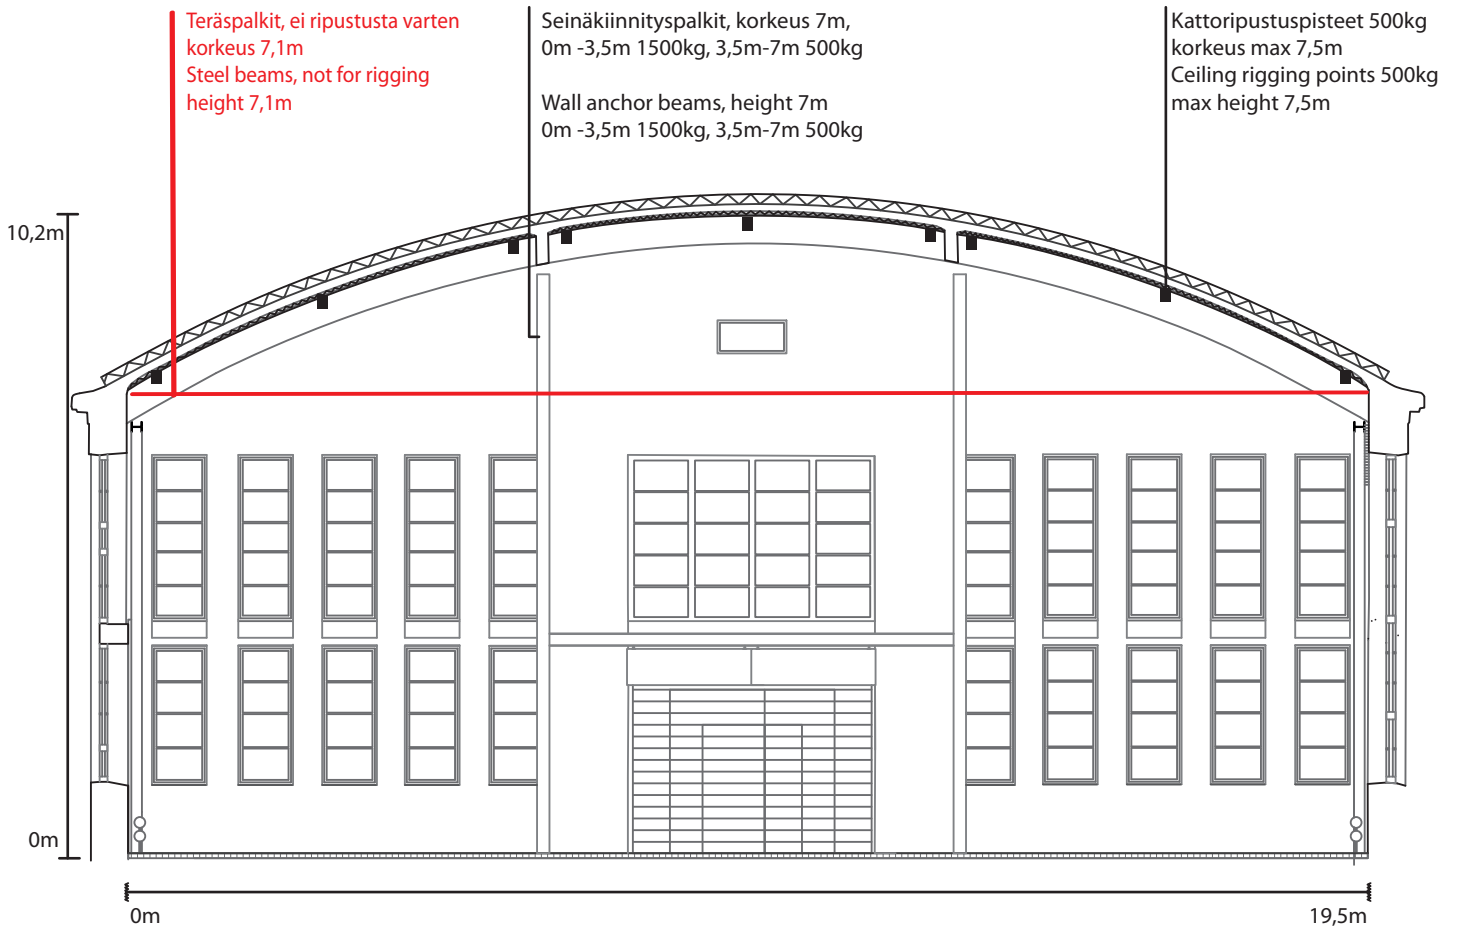 Teräspalkit, ei ripustusta varten
korkeus 7,1m
Steel beams, not for rigging
height 7,1m
Seinäkiinnityspalkit, korkeus 7m,
0m -3,5m 1500kg, 3,5m-7m 500kg
Wall anchor beams, height 7m
0m -3,5m 1500kg, 3,5m-7m 500kg
Kattoripustuspisteet 500kg
korkeus max 7,5m
Ceiling rigging points 500kg
max height 7,5m
10,2m
0m
0m
19,5m